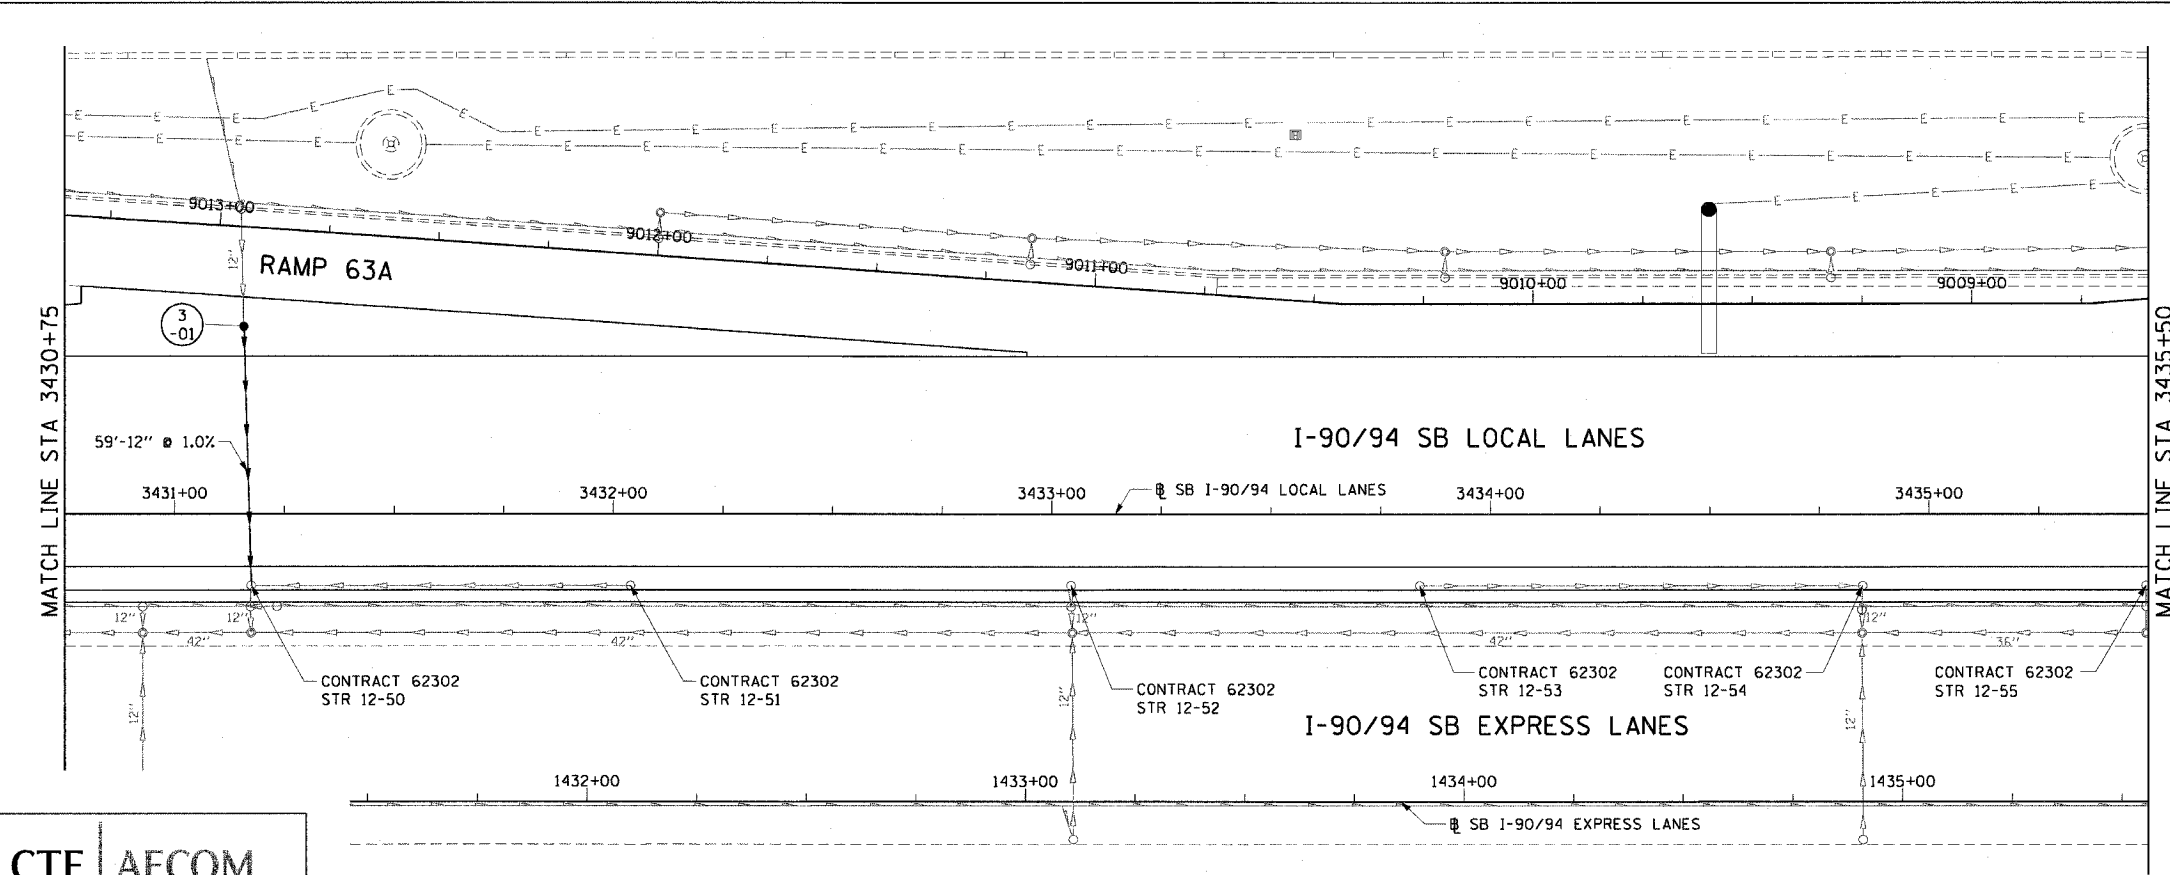 9013+00
9012+00
9011+00
9010+00
9009+00
12"
RAMP 63A
3
-01
MATCH LINE STA 3430+75
MATCH LINE STA 3435+50
59'-12" @ 1.0%
I-90/94 SB LOCAL LANES
3431+00
3432+00
3433+00
℄ SB I-90/94 LOCAL LANES
3434+00
3435+00
12"
12"
12"
12"
42"
42"
42"
36"
CONTRACT 62302
STR 12-50
CONTRACT 62302
STR 12-51
CONTRACT 62302
STR 12-52
CONTRACT 62302
STR 12-53
CONTRACT 62302
STR 12-54
CONTRACT 62302
STR 12-55
12"
12"
12"
I-90/94 SB EXPRESS LANES
1432+00
1433+00
1434+00
1435+00
℄ SB I-90/94 EXPRESS LANES
CTE | AECOM